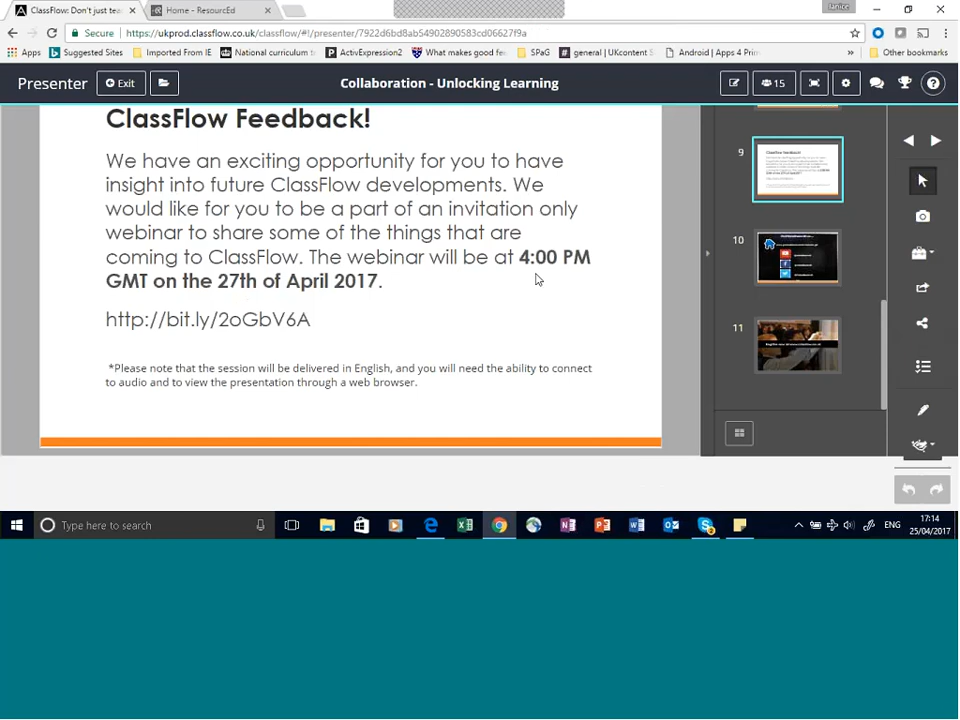 ClassFlow: Don't just tea
Home - ResourcEd
Janice
Secure
https://ukprod.classflow.co.uk/classflow/#!/presenter/7922d6bd8ab54902890583cd06627f9a
Apps
Suggested Sites
Imported From IE
National curriculum t
ActivExpression2
What makes good fee
SPaG
general | UKcontent S
Android | Apps 4 Prim
»
Other bookmarks
Presenter
Exit
Collaboration - Unlocking Learning
15
ClassFlow Feedback!
We have an exciting opportunity for you to have
insight into future ClassFlow developments. We
would like for you to be a part of an invitation only
webinar to share some of the things that are
coming to ClassFlow. The webinar will be at 4:00 PM
GMT on the 27th of April 2017.
http://bit.ly/2oGbV6A
*Please note that the session will be delivered in English, and you will need the ability to connect
to audio and to view the presentation through a web browser.
9
10
11
Type here to search
ENG
17:14
25/04/2017